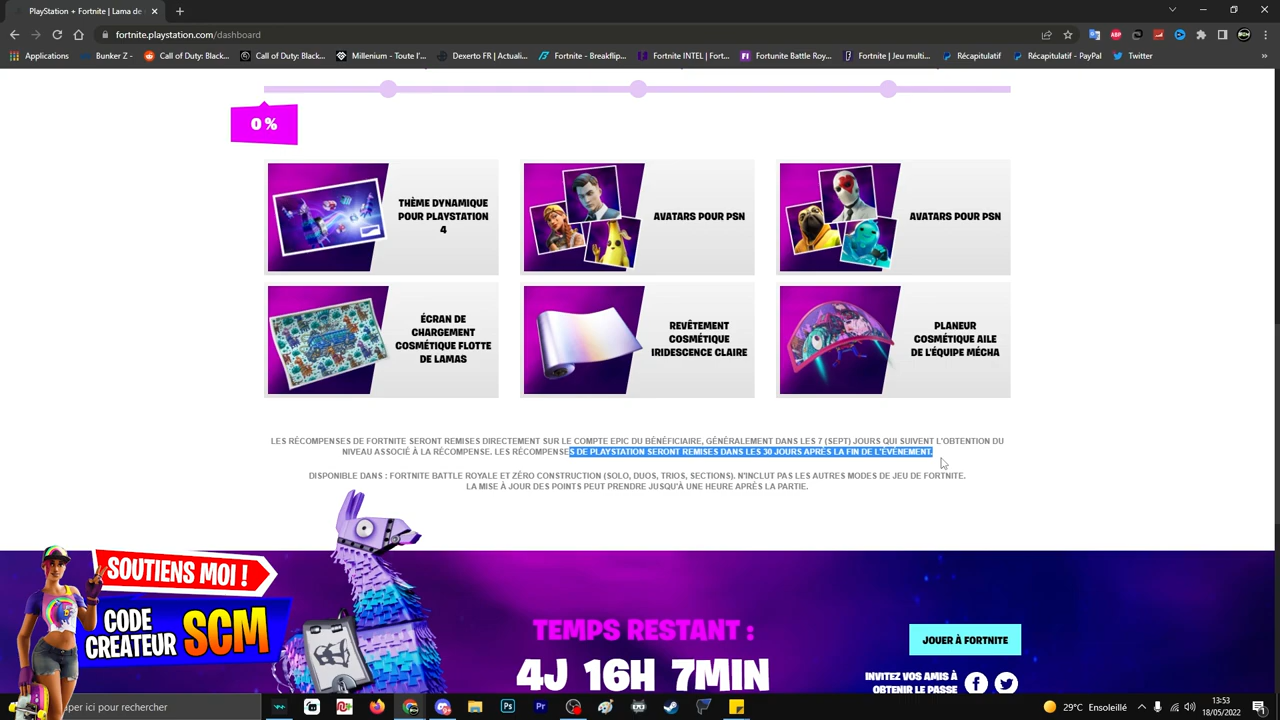 PlayStation - Fortnite - Lama de
fortnite.playstation.com/dashboard
Applications
Bunker Z -
Call of Duty: Black...
Millenium - Toute l'...
Dexerto FR | Actuali...
Fortnite - Breakflip...
Fortnite INTEL | Fort...
Fortunite Battle Roy...
Fortnite | Jeu multi...
Récapitulatif
Récapitulatif - PayPal
Twitter
»
0 %
THÈME DYNAMIQUE
POUR PLAYSTATION
4
AVATARS POUR PSN
AVATARS POUR PSN
ÉCRAN DE
CHARGEMENT
COSMÉTIQUE FLOTTE
DE LAMAS
REVÊTEMENT
COSMÉTIQUE
IRIDESCENCE CLAIRE
PLANEUR
COSMÉTIQUE AILE
DE L'ÉQUIPE MÉCHA
LES RÉCOMPENSES DE FORTNITE SERONT REMISES DIRECTEMENT SUR LE COMPTE EPIC DU BÉNÉFICIAIRE, GÉNÉRALEMENT DANS LES 7 (SEPT) JOURS QUI SUIVENT L'OBTENTION DU
NIVEAU ASSOCIÉ À LA RÉCOMPENSE. LES RÉCOMPENSES DE PLAYSTATION SERONT REMISES DANS LES 30 JOURS APRÈS LA FIN DE L'ÉVÉNEMENT.
DISPONIBLE DANS : FORTNITE BATTLE ROYALE ET ZÉRO CONSTRUCTION (SOLO, DUOS, TRIOS, SECTIONS). N'INCLUT PAS LES AUTRES MODES DE JEU DE FORTNITE.
LA MISE À JOUR DES POINTS PEUT PRENDRE JUSQU'À UNE HEURE APRÈS LA PARTIE.
SOUTIENS MOI !
CODE
CREATEUR SCM
TEMPS RESTANT :
4J 16H 7MIN
JOUER À FORTNITE
INVITEZ VOS AMIS À
OBTENIR LE PASSE
aper ici pour rechercher
29°C Ensoleillé
13:53
18/05/2022